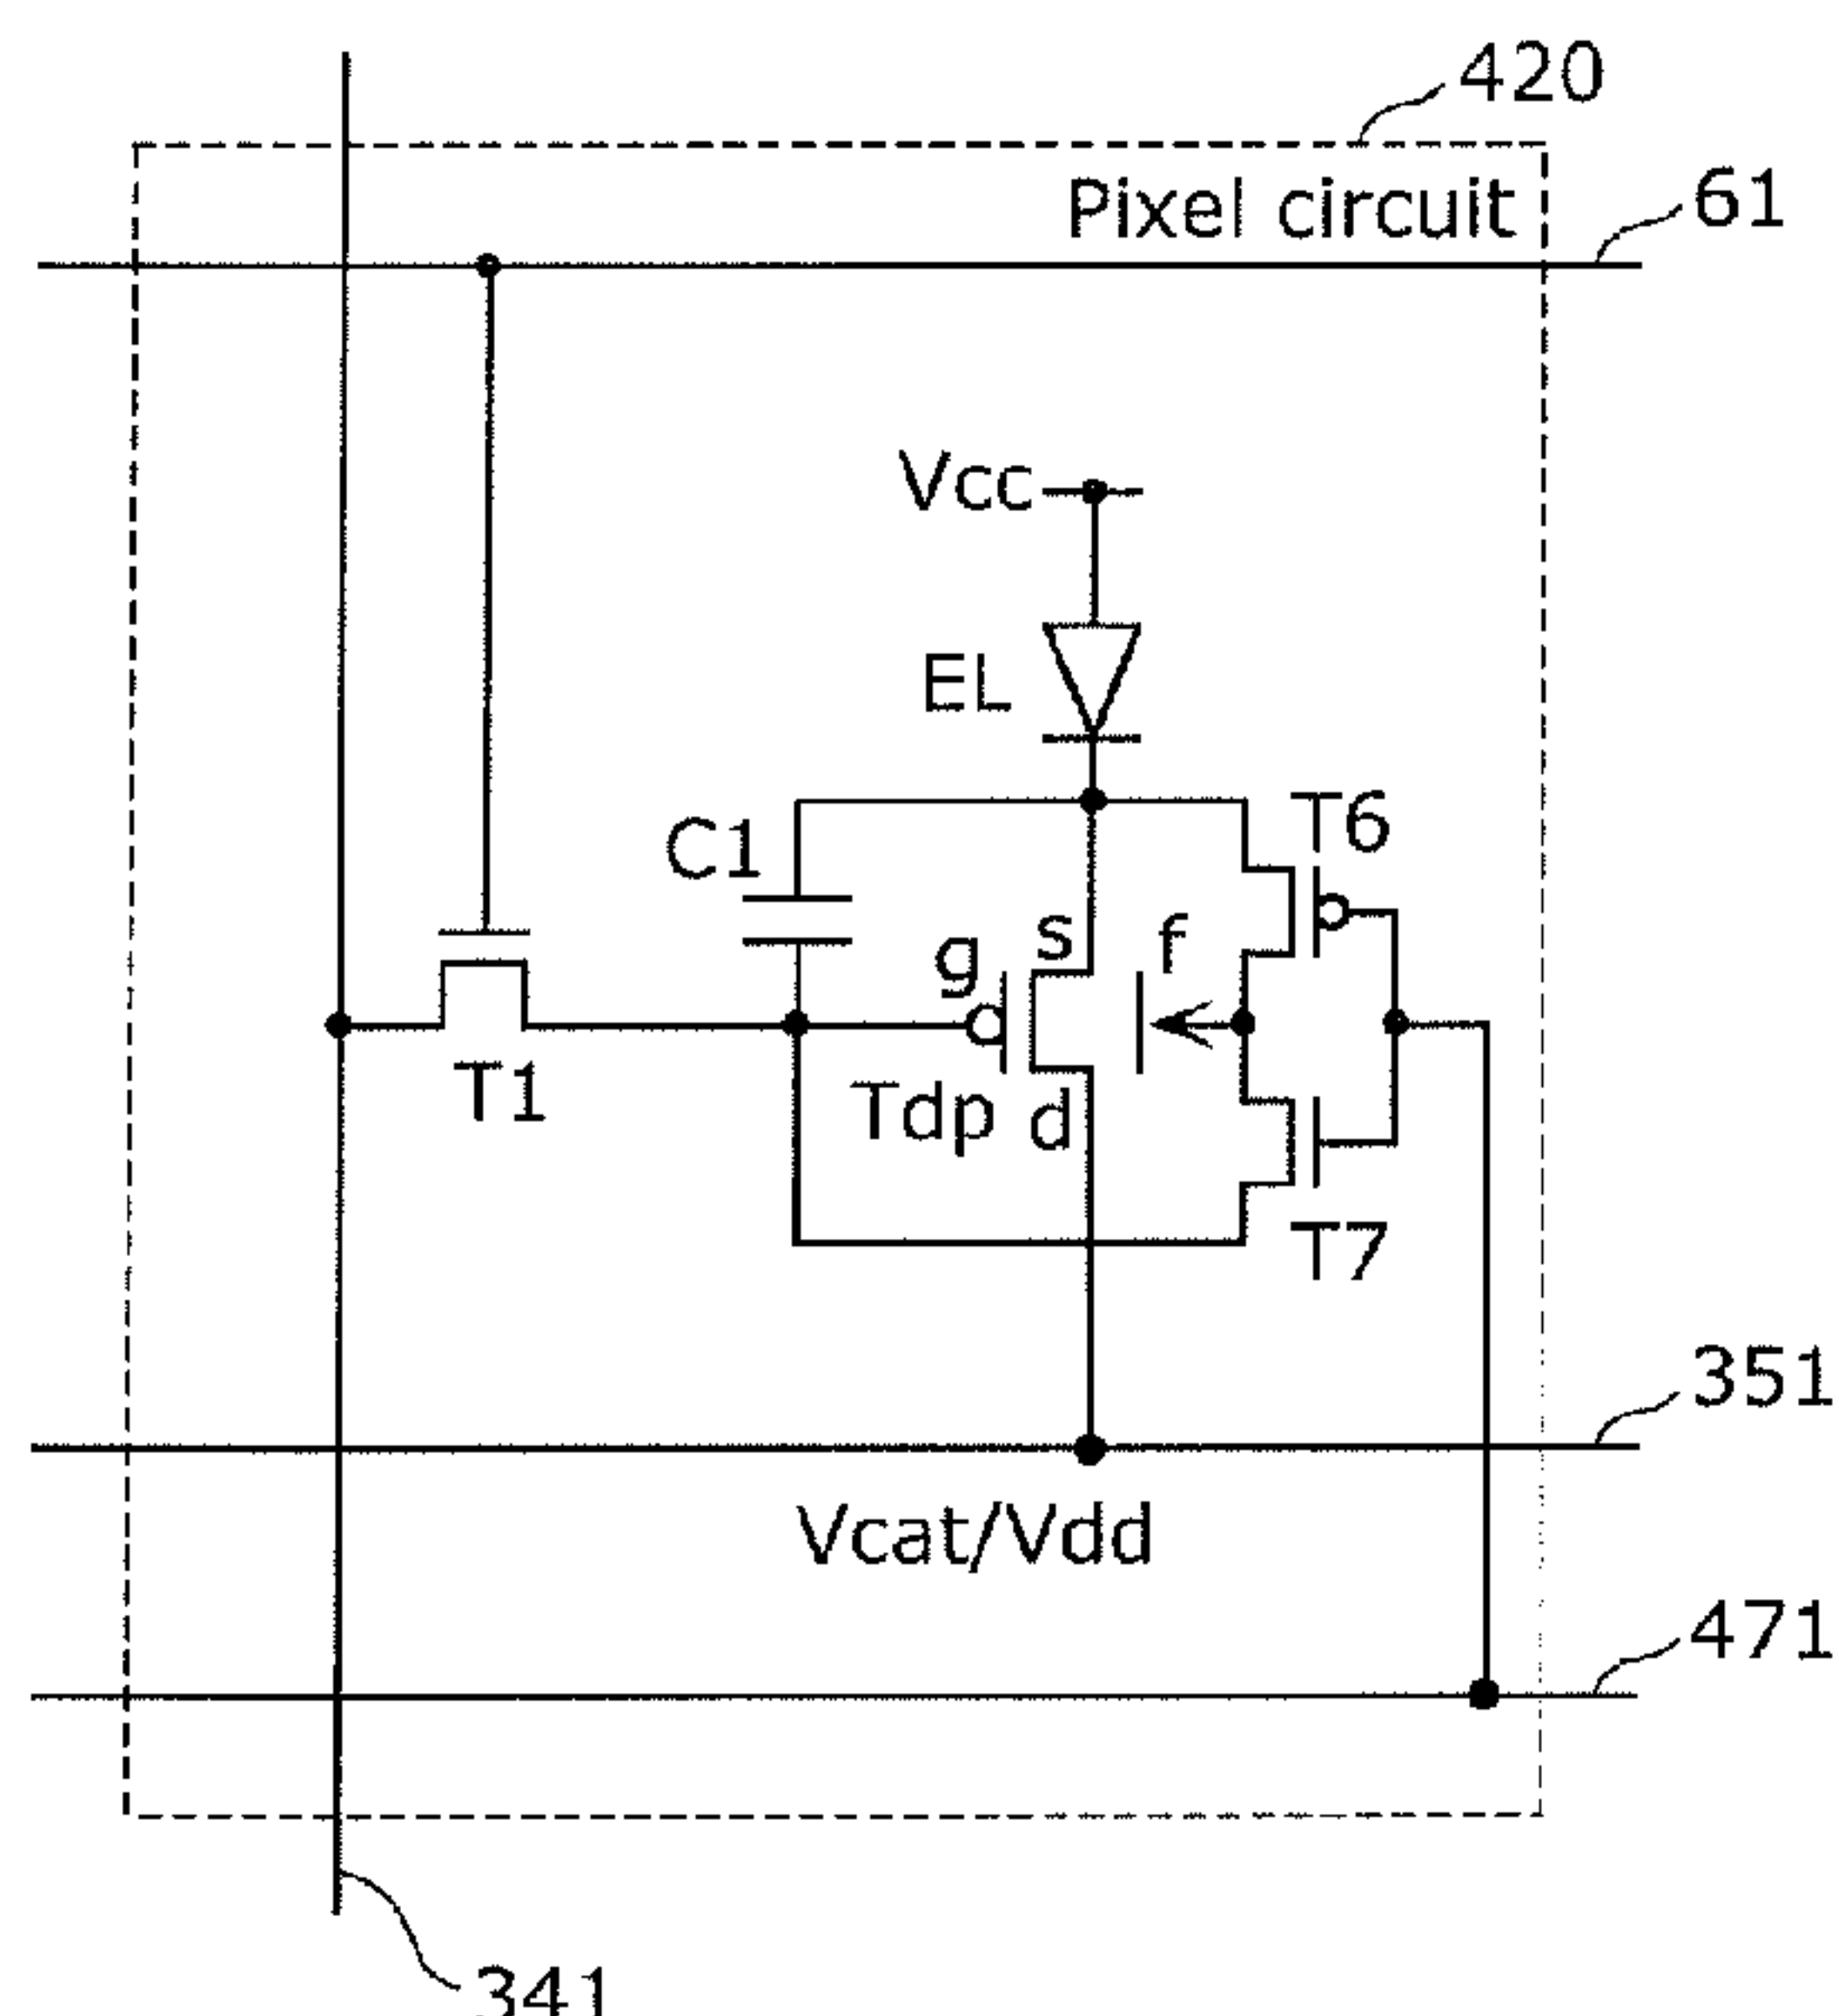 420
Pixel circuit
61
Vcc
EL
T6
C1
s
f
g
T1
Tdp
d
T7
351
Vcat/Vdd
471
341